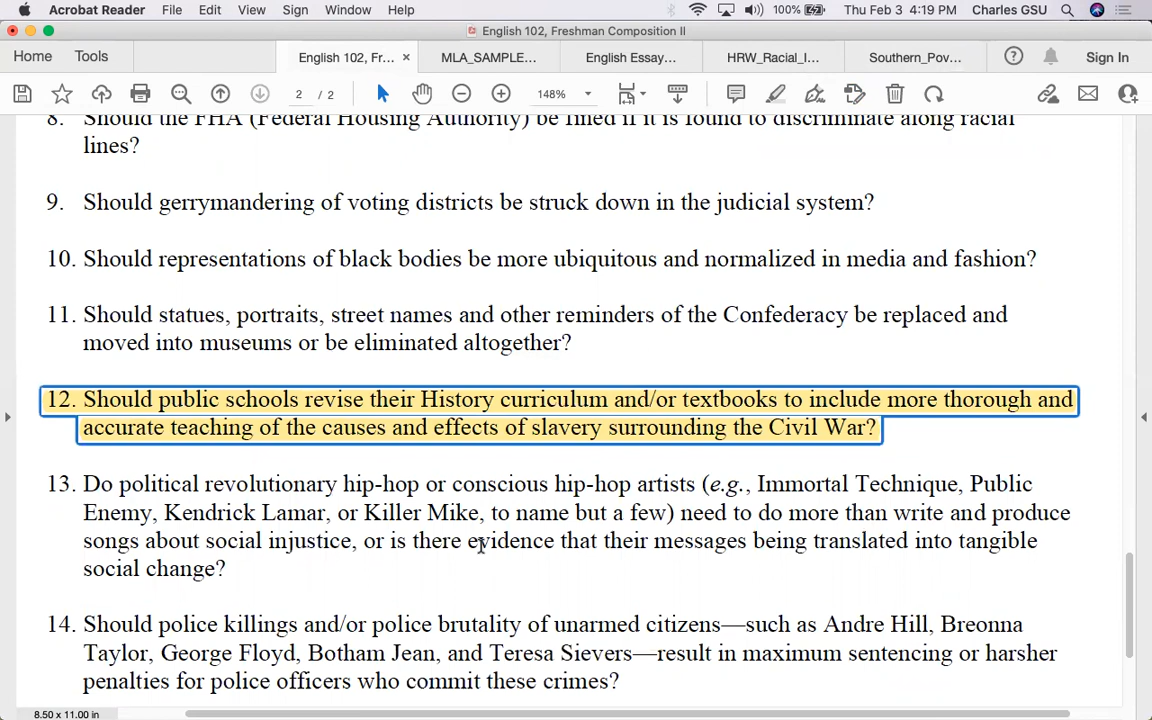 Acrobat Reader File Edit View Sign Window Help 100% Thu Feb 3 4:19 PM Charles GSU
English 102, Freshman Composition II
Home Tools English 102, Fr... × MLA_SAMPLE... English Essay... HRW_Racial_I... Southern_Pov... Sign In
2 / 2 148%
8. Should the FHA (Federal Housing Authority) be fined if it is found to discriminate along racial
lines?
9. Should gerrymandering of voting districts be struck down in the judicial system?
10. Should representations of black bodies be more ubiquitous and normalized in media and fashion?
11. Should statues, portraits, street names and other reminders of the Confederacy be replaced and
moved into museums or be eliminated altogether?
12. Should public schools revise their History curriculum and/or textbooks to include more thorough and
accurate teaching of the causes and effects of slavery surrounding the Civil War?
13. Do political revolutionary hip-hop or conscious hip-hop artists (e.g., Immortal Technique, Public
Enemy, Kendrick Lamar, or Killer Mike, to name but a few) need to do more than write and produce
songs about social injustice, or is there evidence that their messages being translated into tangible
social change?
14. Should police killings and/or police brutality of unarmed citizens—such as Andre Hill, Breonna
Taylor, George Floyd, Botham Jean, and Teresa Sievers—result in maximum sentencing or harsher
penalties for police officers who commit these crimes?
8.50 x 11.00 in